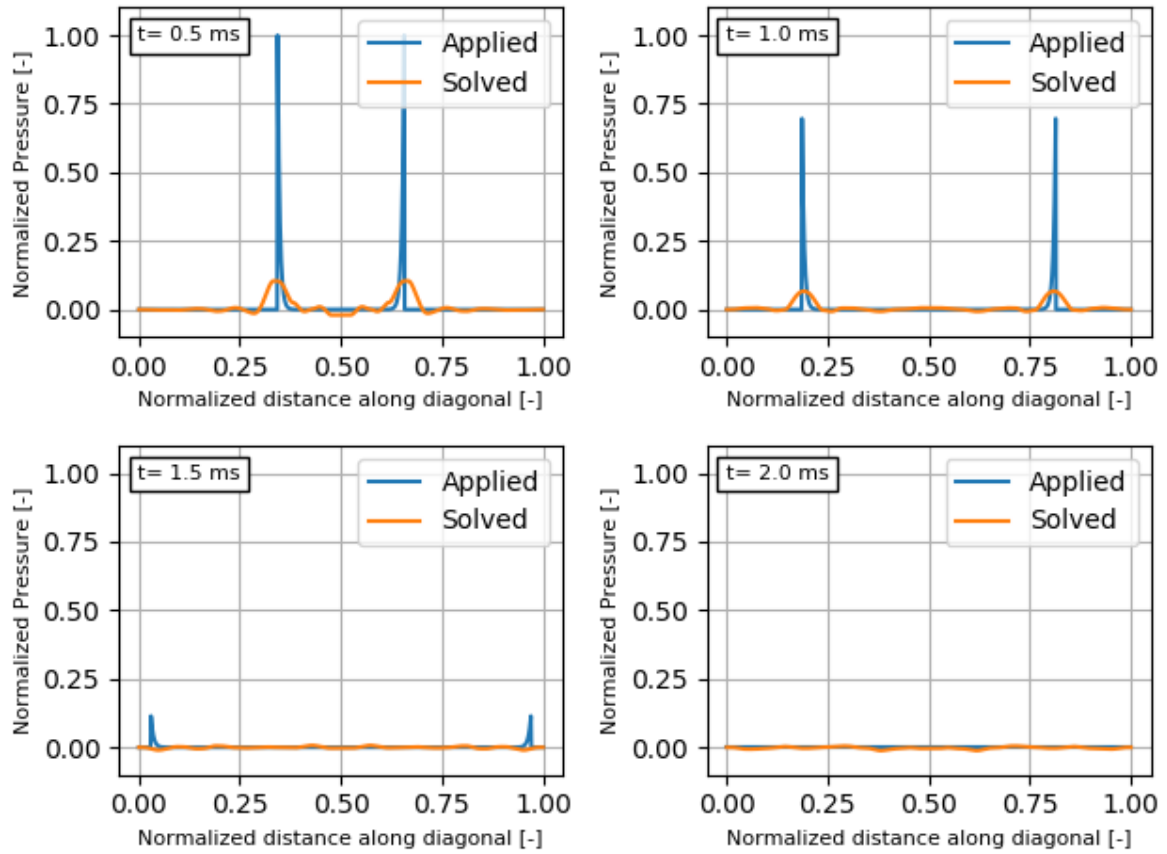 t= 0.5 ms
Applied
Solved
Normalized Pressure [-]
1.00
0.75
0.50
0.25
0.00
0.00 0.25 0.50 0.75 1.00
Normalized distance along diagonal [-]
t= 1.0 ms
Applied
Solved
Normalized Pressure [-]
1.00
0.75
0.50
0.25
0.00
0.00 0.25 0.50 0.75 1.00
Normalized distance along diagonal [-]
t= 1.5 ms
Applied
Solved
Normalized Pressure [-]
1.00
0.75
0.50
0.25
0.00
0.00 0.25 0.50 0.75 1.00
Normalized distance along diagonal [-]
t= 2.0 ms
Applied
Solved
Normalized Pressure [-]
1.00
0.75
0.50
0.25
0.00
0.00 0.25 0.50 0.75 1.00
Normalized distance along diagonal [-]